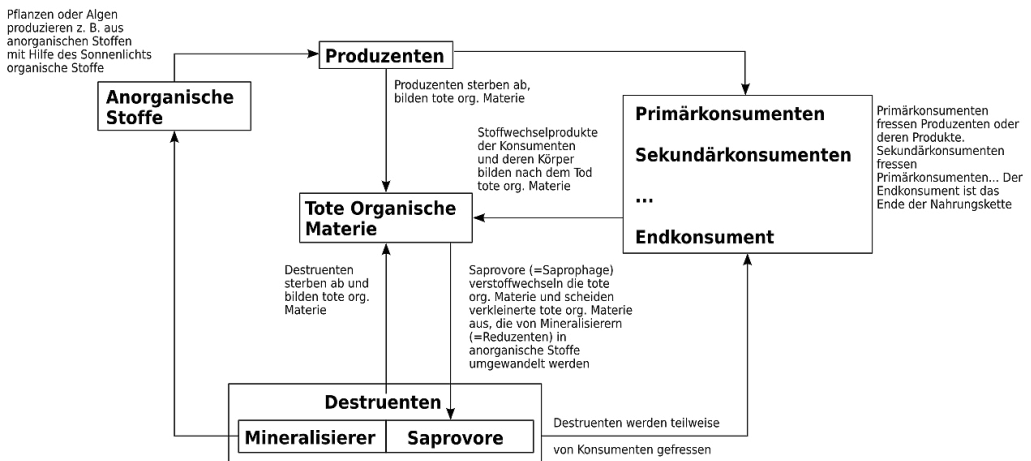 Pflanzen oder Algen
produzieren z. B. aus
anorganischen Stoffen
mit Hilfe des Sonnenlichts
organische Stoffe
Produzenten
Anorganische
Stoffe
Produzenten sterben ab,
bilden tote org. Materie
Primärkonsumenten
Sekundärkonsumenten
...
Endkonsument
Primärkonsumenten
fressen Produzenten oder
deren Produkte.
Sekundärkonsumenten
fressen
Primärkonsumenten... Der
Endkonsument ist das
Ende der Nahrungskette
Stoffwechselprodukte
der Konsumenten
und deren Körper
bilden nach dem Tod
tote org. Materie
Tote Organische
Materie
Destruenten
sterben ab und
bilden tote org.
Materie
Saprovore (=Saprophage)
verstoffwechseln die tote
org. Materie und scheiden
verkleinerte tote org. Materie
aus, die von Mineralisierern
(=Reduzenten) in
anorganische Stoffe
umgewandelt werden
Destruenten
Mineralisierer
Saprovore
Destruenten werden teilweise
von Konsumenten gefressen